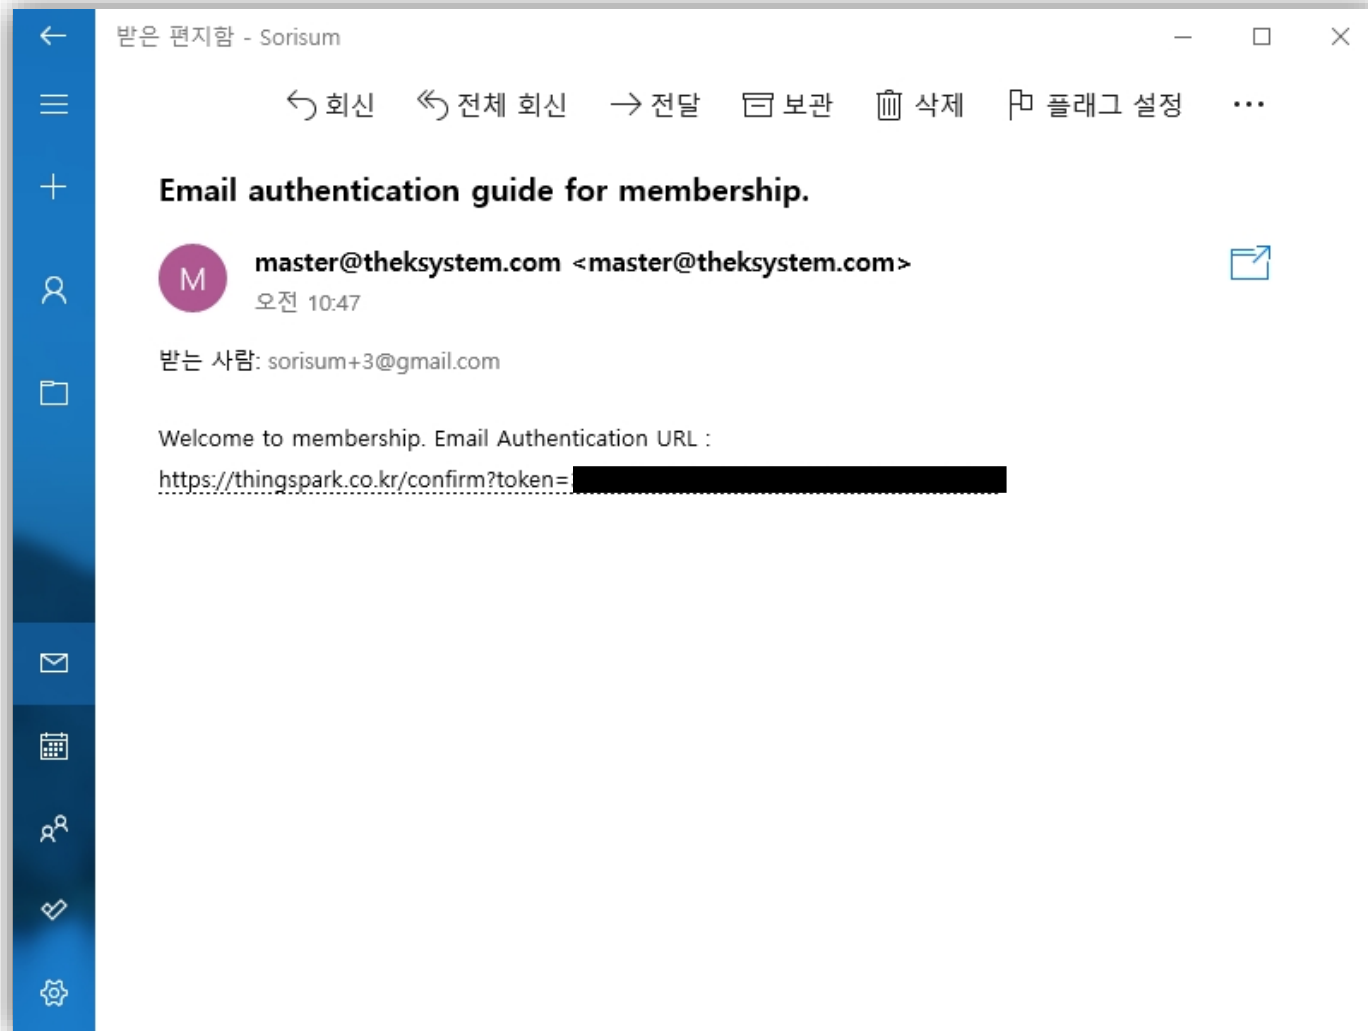 받은 편지함 - Sorisum
회신 전체 회신 전달 보관 삭제 플래그 설정 ...
Email authentication guide for membership.
M
master@theksystem.com <master@theksystem.com>
오전 10:47
받는 사람: sorisum+3@gmail.com
Welcome to membership. Email Authentication URL :
https://thingspark.co.kr/confirm?token=